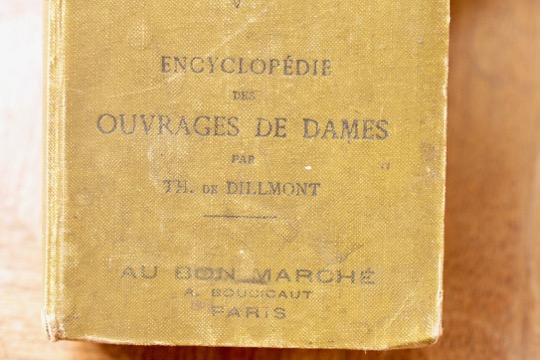 ENCYCLOPÉDIE
DES
OUVRAGES DE DAMES
PAR
TH. DE DILLMONT
AU BON MARCHÉ
A. BOUCICAUT
PARIS